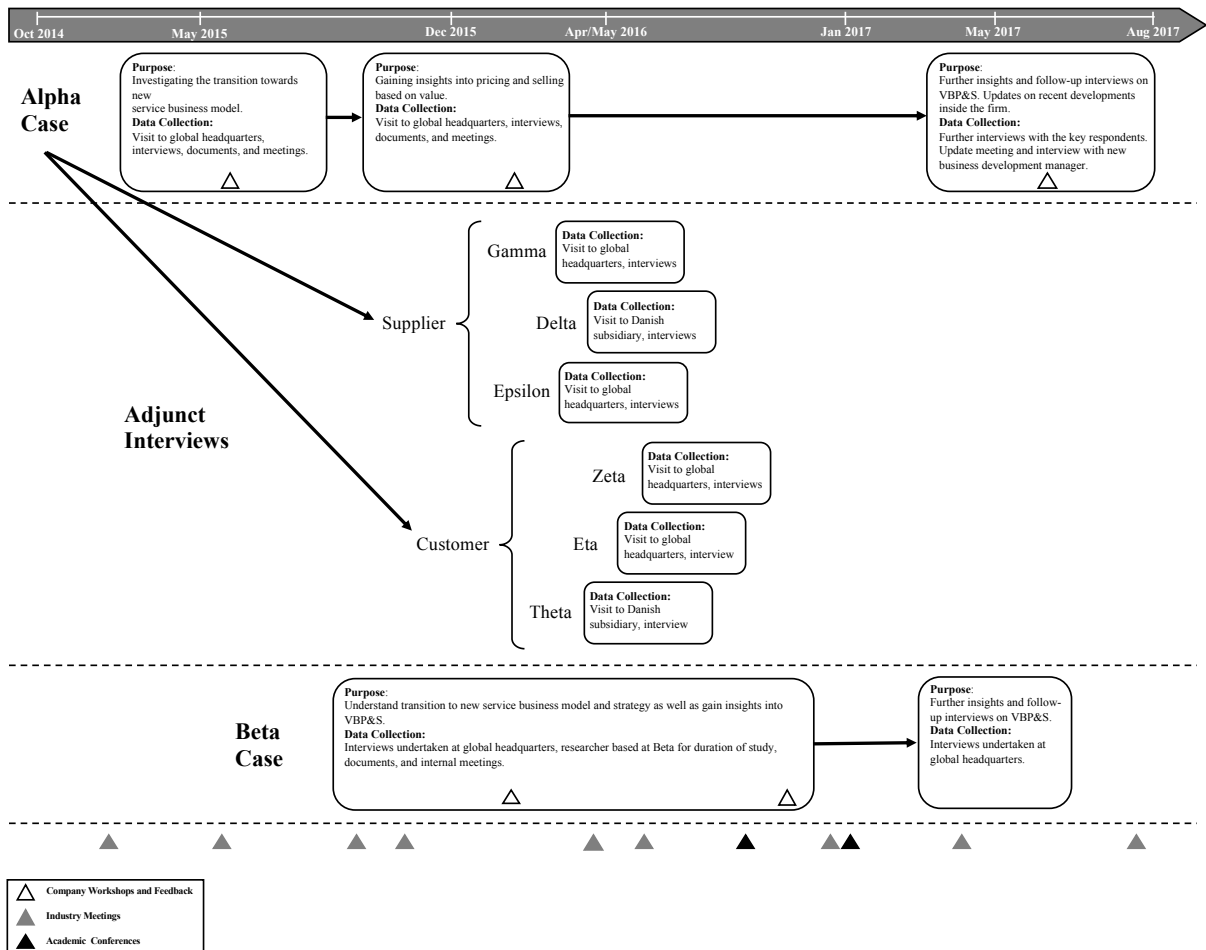 Oct 2014
May 2015
Dec 2015
Apr/May 2016
Jan 2017
May 2017
Aug 2017
Alpha
Case
Purpose:
Investigating the transition towards
new
service business model.
Data Collection:
Visit to global headquarters,
interviews, documents, and meetings.
Purpose:
Gaining insights into pricing and selling
based on value.
Data Collection:
Visit to global headquarters, interviews,
documents, and meetings.
Purpose:
Further insights and follow-up interviews on
VBP&S. Updates on recent developments
inside the firm.
Data Collection:
Further interviews with the key respondents.
Update meeting and interview with new
business development manager.
Adjunct
Interviews
Supplier
Gamma
Data Collection:
Visit to global
headquarters, interviews
Delta
Data Collection:
Visit to Danish
subsidiary, interviews
Epsilon
Data Collection:
Visit to global
headquarters, interviews
Customer
Zeta
Data Collection:
Visit to global
headquarters, interviews
Eta
Data Collection:
Visit to global
headquarters, interview
Theta
Data Collection:
Visit to Danish
subsidiary, interview
Beta
Case
Purpose:
Understand transition to new service business model and strategy as well as gain insights into
VBP&S.
Data Collection:
Interviews undertaken at global headquarters, researcher based at Beta for duration of study,
documents, and internal meetings.
Purpose:
Further insights and follow-
up interviews on VBP&S.
Data Collection:
Interviews undertaken at
global headquarters.
Company Workshops and Feedback
Industry Meetings
Academic Conferences